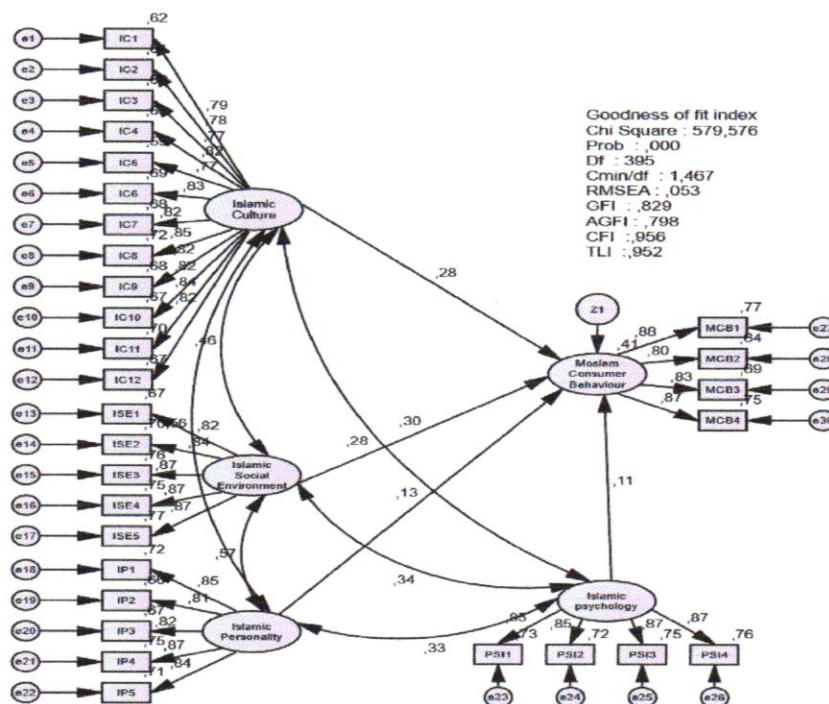 e1 IC1 ,62
e2 IC2
e3 IC3
e4 IC4
e5 IC5
e6 IC6 ,69
e7 IC7 ,68
e8 IC8 ,72
e9 IC9 ,68
e10 IC10 ,67
e11 IC11 ,70
e12 IC12 ,67
e13 ISE1 ,67
e14 ISE2 ,70
e15 ISE3 ,76
e16 ISE4 ,75
e17 ISE5 ,77
e18 IP1 ,72
e19 IP2 ,66
e20 IP3 ,67
e21 IP4 ,75
e22 IP5 ,71
,79
,78
,77
,82
,77
,83
,82
,85
,82
,82
,84
,82
Islamic
Culture
Goodness of fit index
Chi Square : 579,576
Prob : ,000
Df : 395
Cmin/df : 1,467
RMSEA : ,053
GFI : ,829
AGFI : ,798
CFI :,956
TLI :,952
,28
Z1
,41
Moslem
Consumer
Behaviour
,88 MCB1 ,77
,80 MCB2 ,64
,83 MCB3 ,69
,87 MCB4 ,75
,46
,56
,82
,84
,87
,87
,87
Islamic
Social
Environment
,30
,28
,13
,11
,57
,34
,33
,85
,81
,82
,87
,84
Islamic
Personality
Islamic
psychology
,85
,87
,87
PSI1 ,73
PSI2 ,72
PSI3 ,75
PSI4 ,76
e23
e24
e25
e26